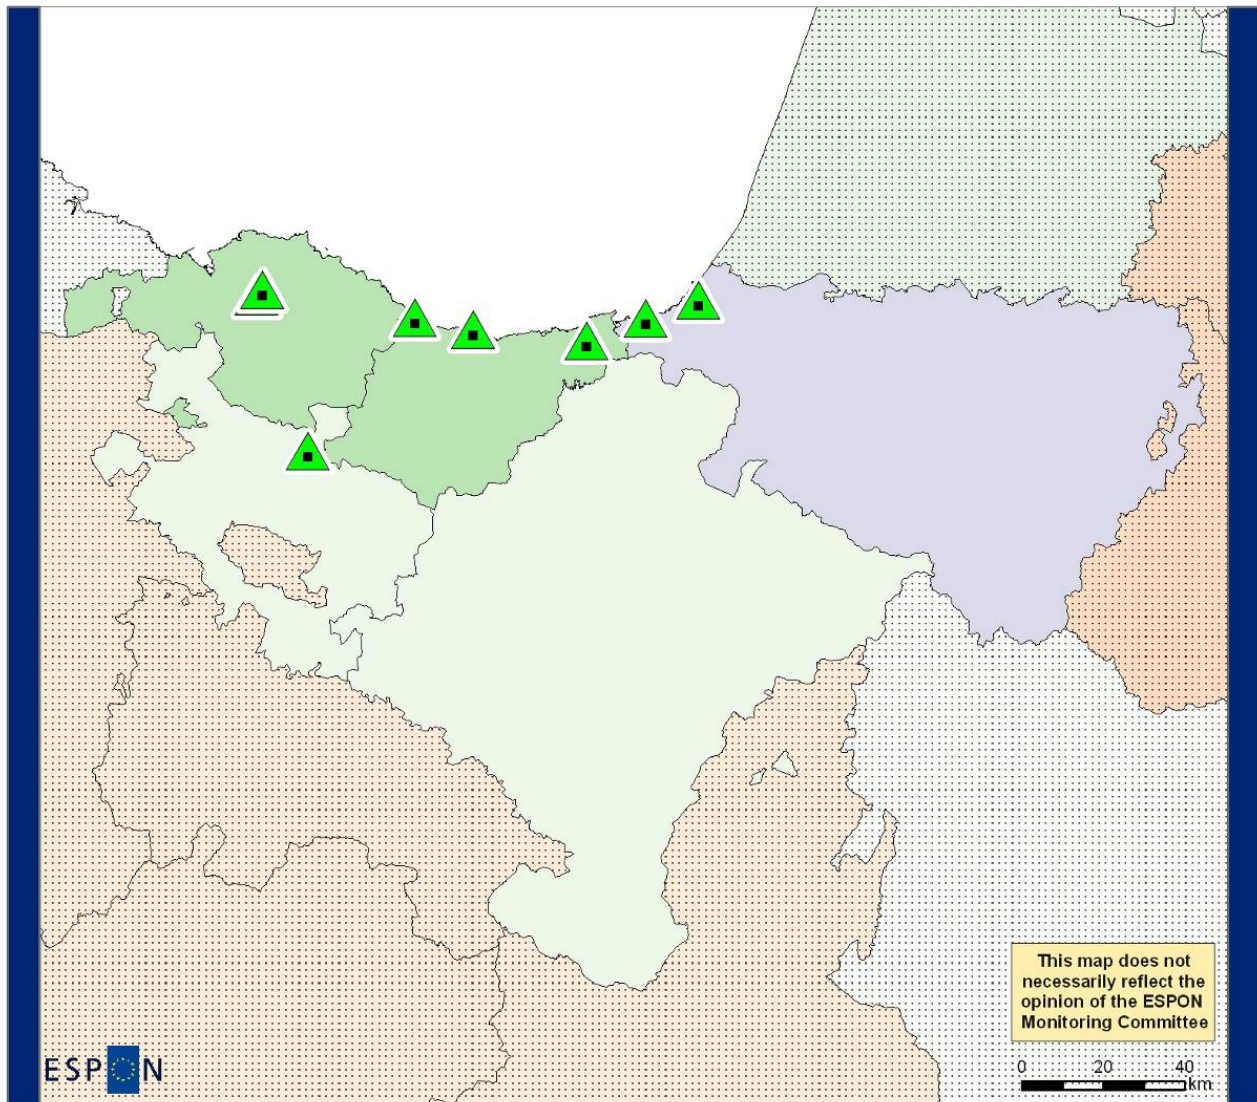 This map does not
necessarily reflect the
opinion of the ESPON
Monitoring Committee
ESPON
0 20 40
km